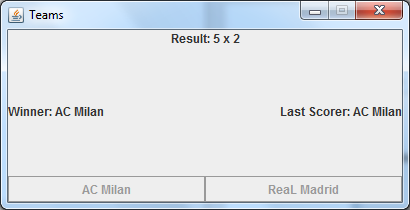 Teams
Result: 5 x 2
Winner: AC Milan
Last Scorer: AC Milan
AC Milan
ReaL Madrid